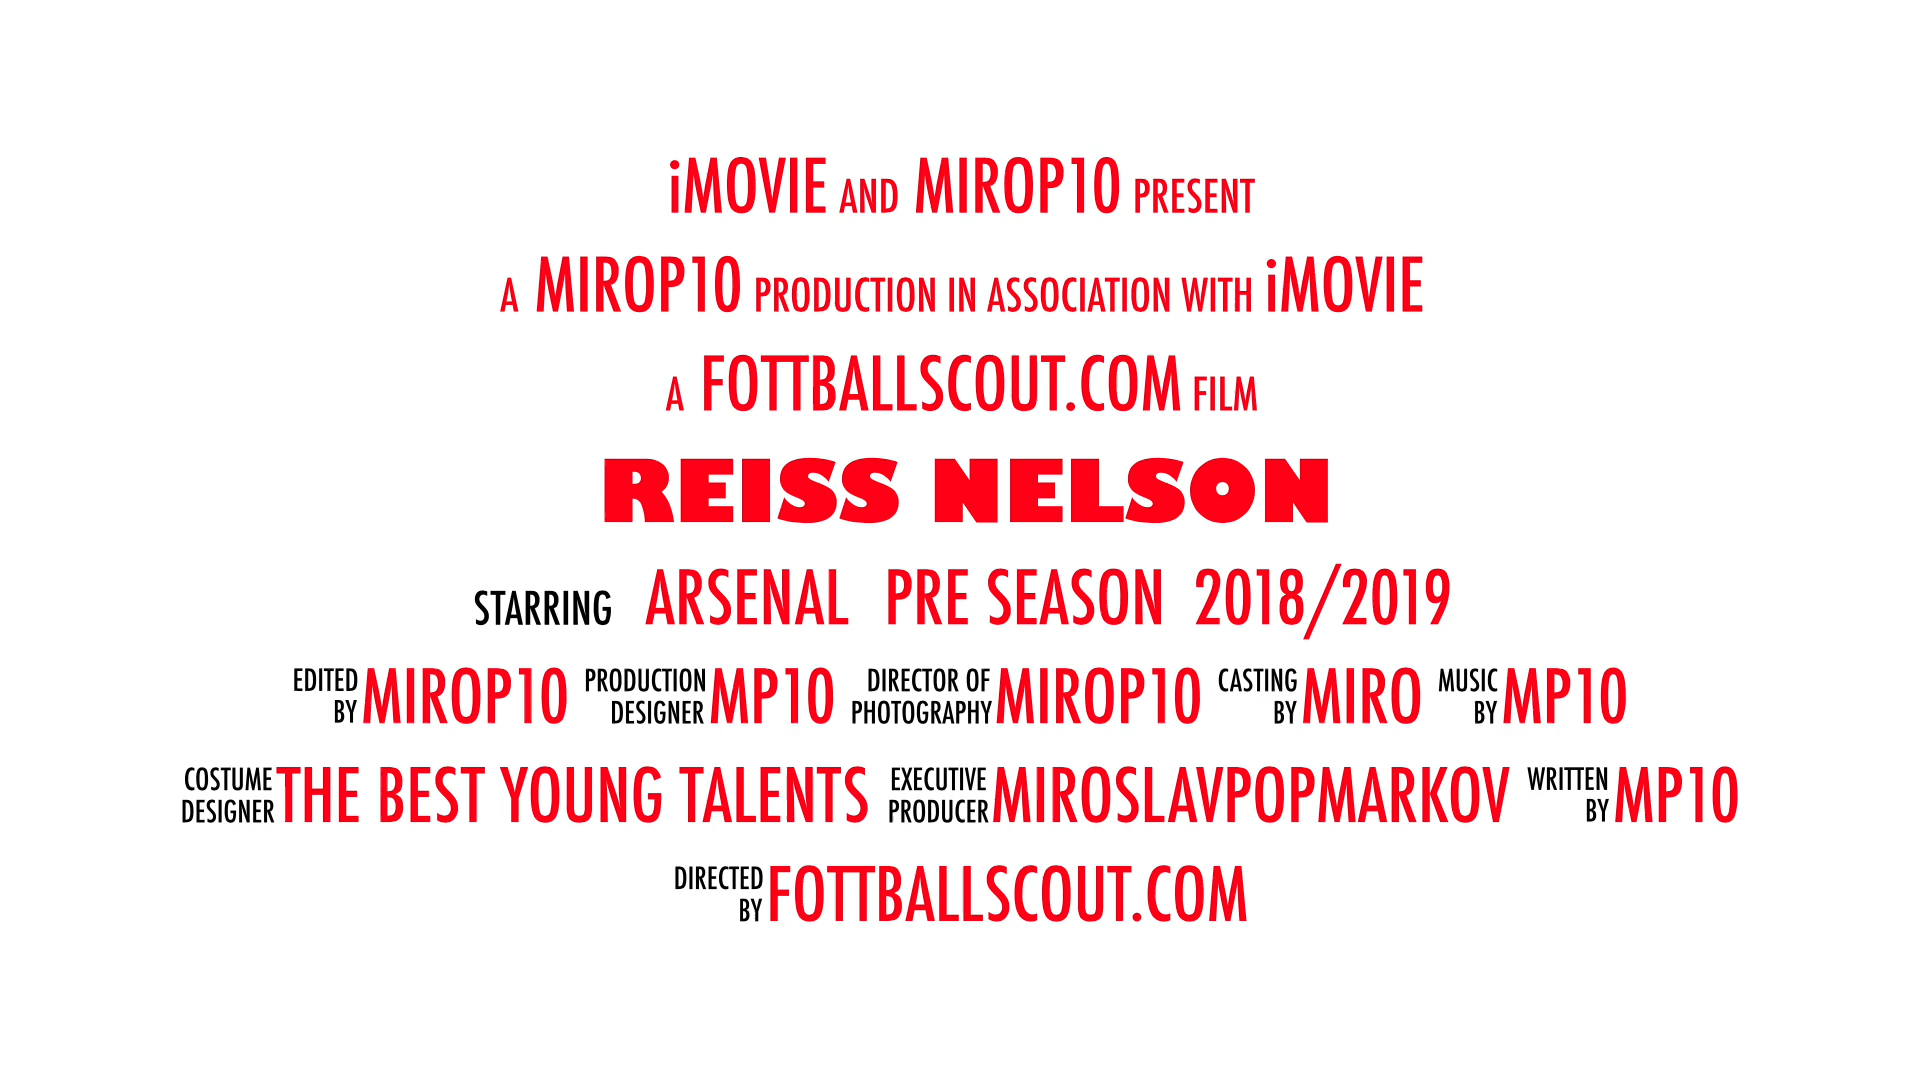 iMOVIE AND MIROP10 PRESENT
A MIROP10 PRODUCTION IN ASSOCIATION WITH iMOVIE
A FOTTBALLSCOUT.COM FILM
REISS NELSON
STARRING ARSENAL PRE SEASON 2018/2019
EDITED BY MIROP10 PRODUCTION DESIGNER MP10 DIRECTOR OF PHOTOGRAPHY MIROP10 CASTING BY MIRO MUSIC BY MP10
COSTUME DESIGNER THE BEST YOUNG TALENTS EXECUTIVE PRODUCER MIROSLAVPOPMARKOV WRITTEN BY MP10
DIRECTED BY FOTTBALLSCOUT.COM